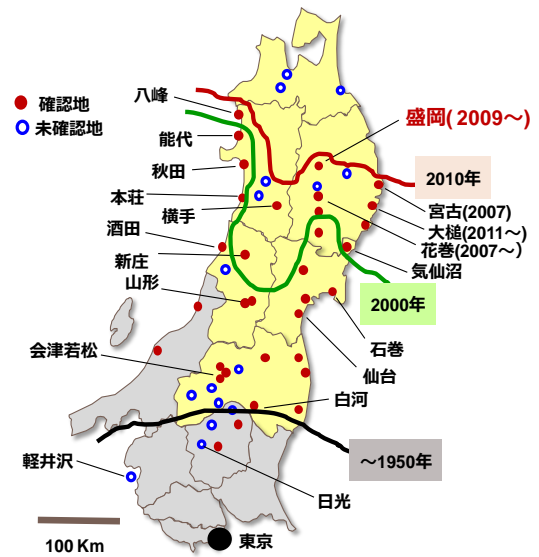 八峰
確認地
未確認地
能代
秋田
本荘
横手
酒田
新庄
山形
会津若松
軽井沢
盛岡(2009～)
2010年
宮古(2007)
大槌(2011～)
花巻(2007～)
気仙沼
2000年
石巻
仙台
白河
～1950年
日光
東京
100 Km